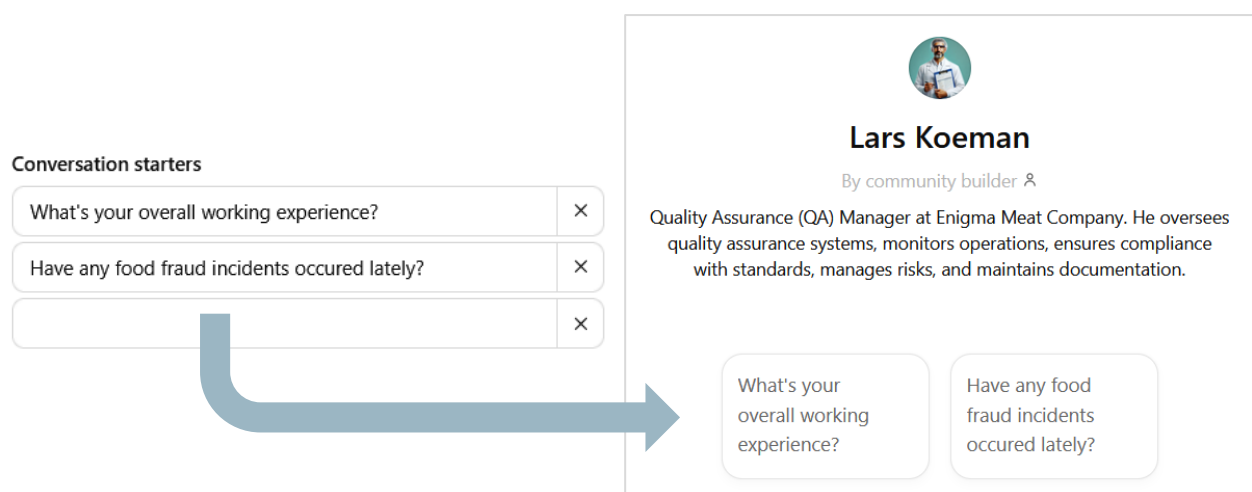 Conversation starters
What's your overall working experience?
Have any food fraud incidents occured lately?
Lars Koeman
By community builder
Quality Assurance (QA) Manager at Enigma Meat Company. He oversees
quality assurance systems, monitors operations, ensures compliance
with standards, manages risks, and maintains documentation.
What's your
overall working
experience?
Have any food
fraud incidents
occured lately?